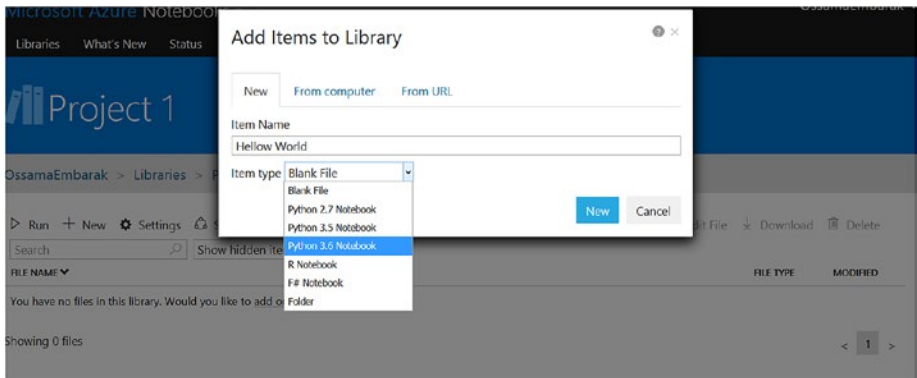 Microsoft Azure Notebook
OssamaEmbarak
Libraries What's New Status
Add Items to Library
New From computer From URL
Project 1
Item Name
Hellow World
Item type Blank File
OssamaEmbarak > Libraries >
Blank File
Python 2.7 Notebook
New Cancel
Run + New Settings
Python 3.5 Notebook
Download Delete
Search Show hidden ite
Python 3.6 Notebook
R Notebook
FILE NAME FILE TYPE MODIFIED
F# Notebook
You have no files in this library. Would you like to add o
Folder
Showing 0 files
< 1 >